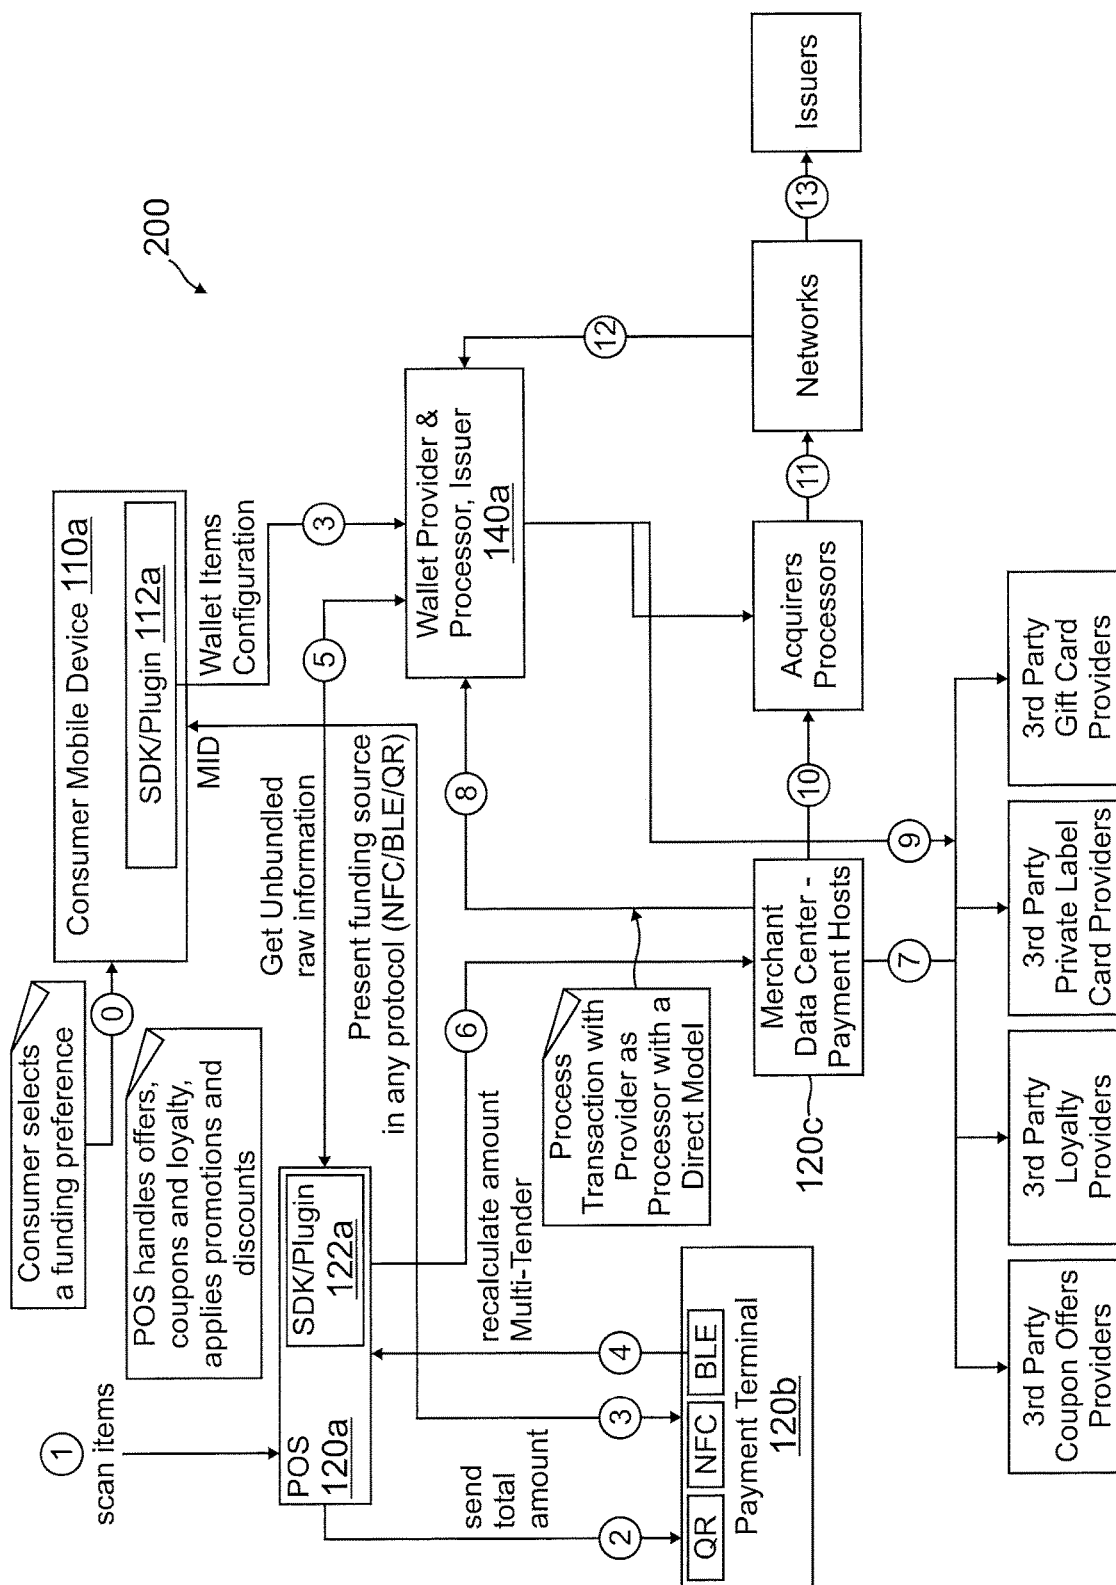 200
Consumer selects
a funding preference
0
Consumer Mobile Device 110a
SDK/Plugin 112a
POS handles offers,
coupons and loyalty,
applies promotions and
discounts
1
scan items
MID
Wallet Items
Configuration
3
5
Get Unbundled
raw information
Present funding source
in any protocol (NFC/BLE/QR)
POS
120a
SDK/Plugin
122a
Wallet Provider &
Processor, Issuer
140a
12
send
total
amount
2
3
4
recalculate amount
Multi-Tender
6
8
Process
Transaction with
Provider as
Processor with a
Direct Model
QR
NFC
BLE
Payment Terminal
120b
120c
Merchant
Data Center -
Payment Hosts
10
Acquirers
Processors
11
Networks
13
Issuers
7
9
3rd Party
Coupon Offers
Providers
3rd Party
Loyalty
Providers
3rd Party
Private Label
Card Providers
3rd Party
Gift Card
Providers